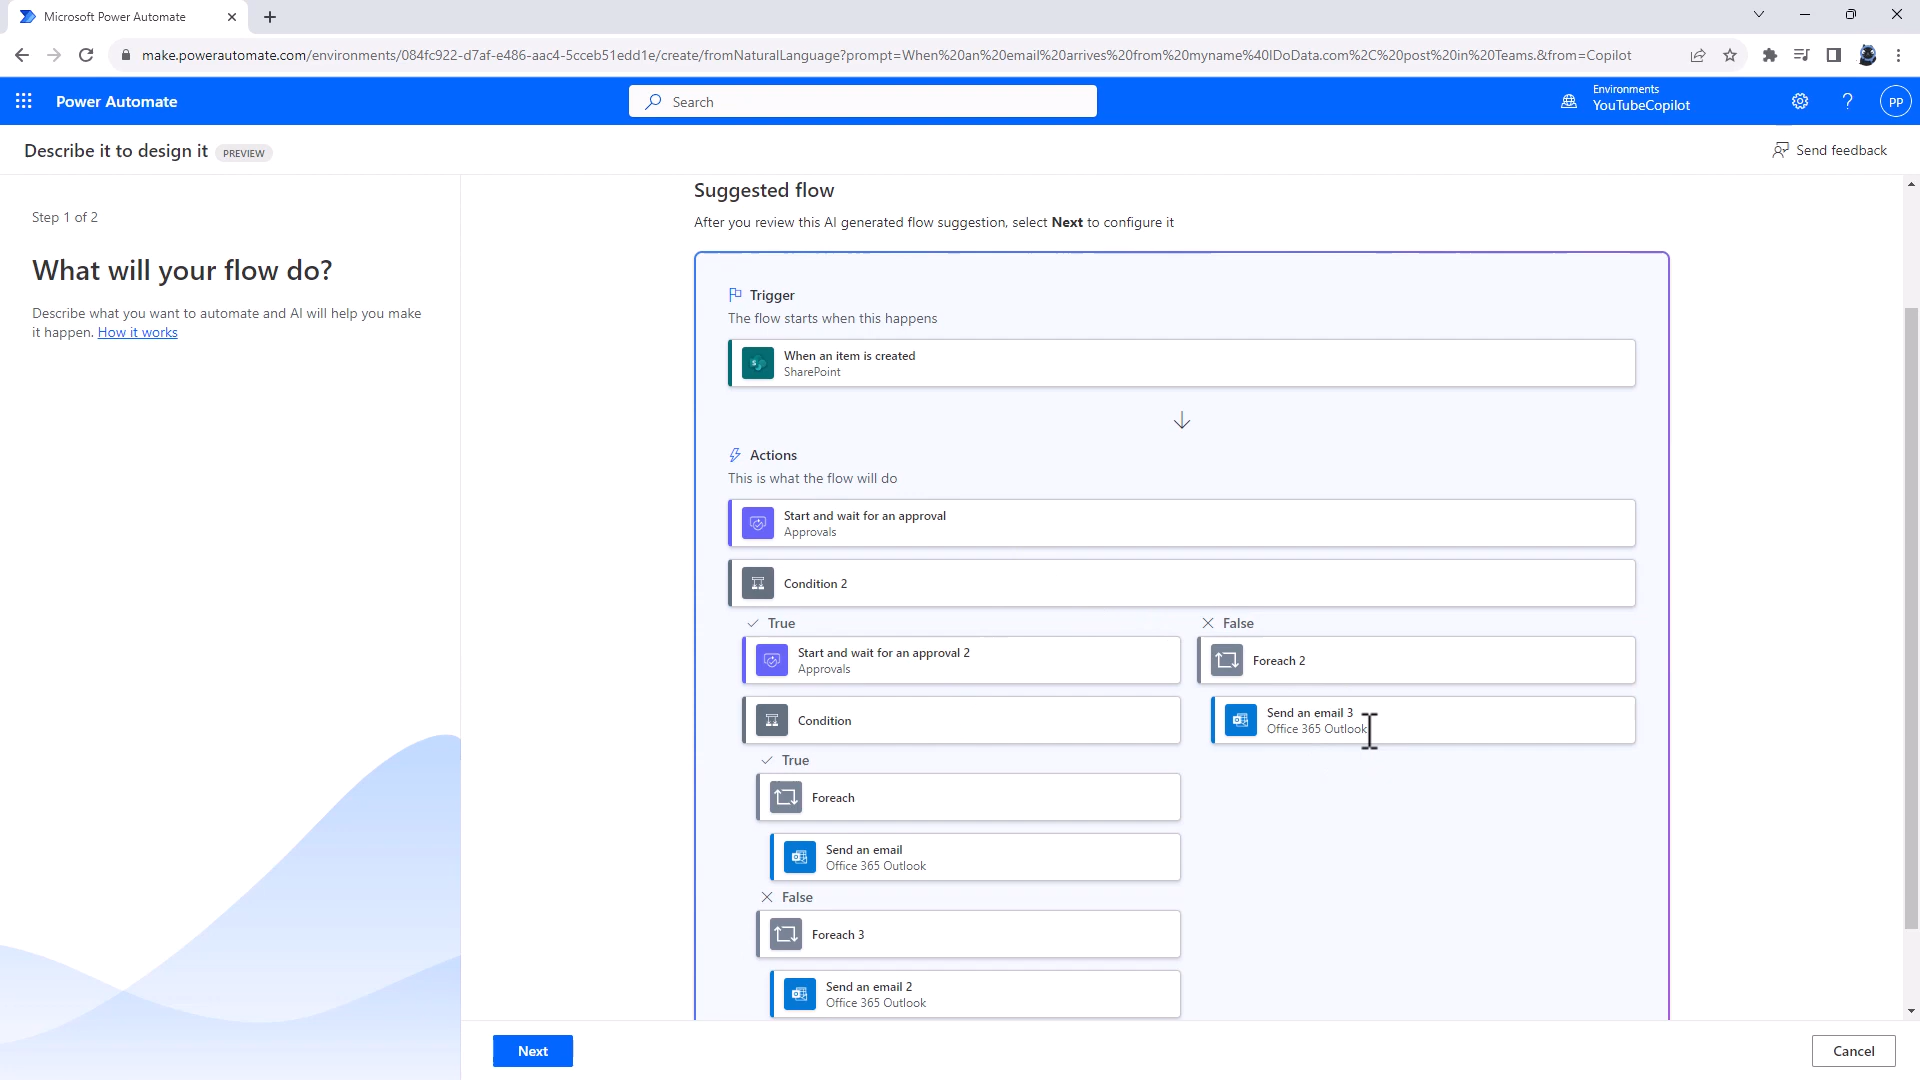 Microsoft Power Automate
make.powerautomate.com/environments/084fc922-d7af-e486-aac4-5cceb51edd1e/create/fromNaturalLanguage?prompt=When%20an%20email%20arrives%20from%20myname%40IDoData.com%2C%20post%20in%20Teams.&from=Copilot
Power Automate
Search
Environments
YouTubeCopilot
?
PP
Describe it to design it PREVIEW
Send feedback
Step 1 of 2
What will your flow do?
Describe what you want to automate and AI will help you make
it happen. How it works
Suggested flow
After you review this AI generated flow suggestion, select Next to configure it
Trigger
The flow starts when this happens
When an item is created
SharePoint
Actions
This is what the flow will do
Start and wait for an approval
Approvals
Condition 2
True
Start and wait for an approval 2
Approvals
Condition
True
Foreach
Send an email
Office 365 Outlook
False
Foreach 3
Send an email 2
Office 365 Outlook
False
Foreach 2
Send an email 3
Office 365 Outlook
Next
Cancel